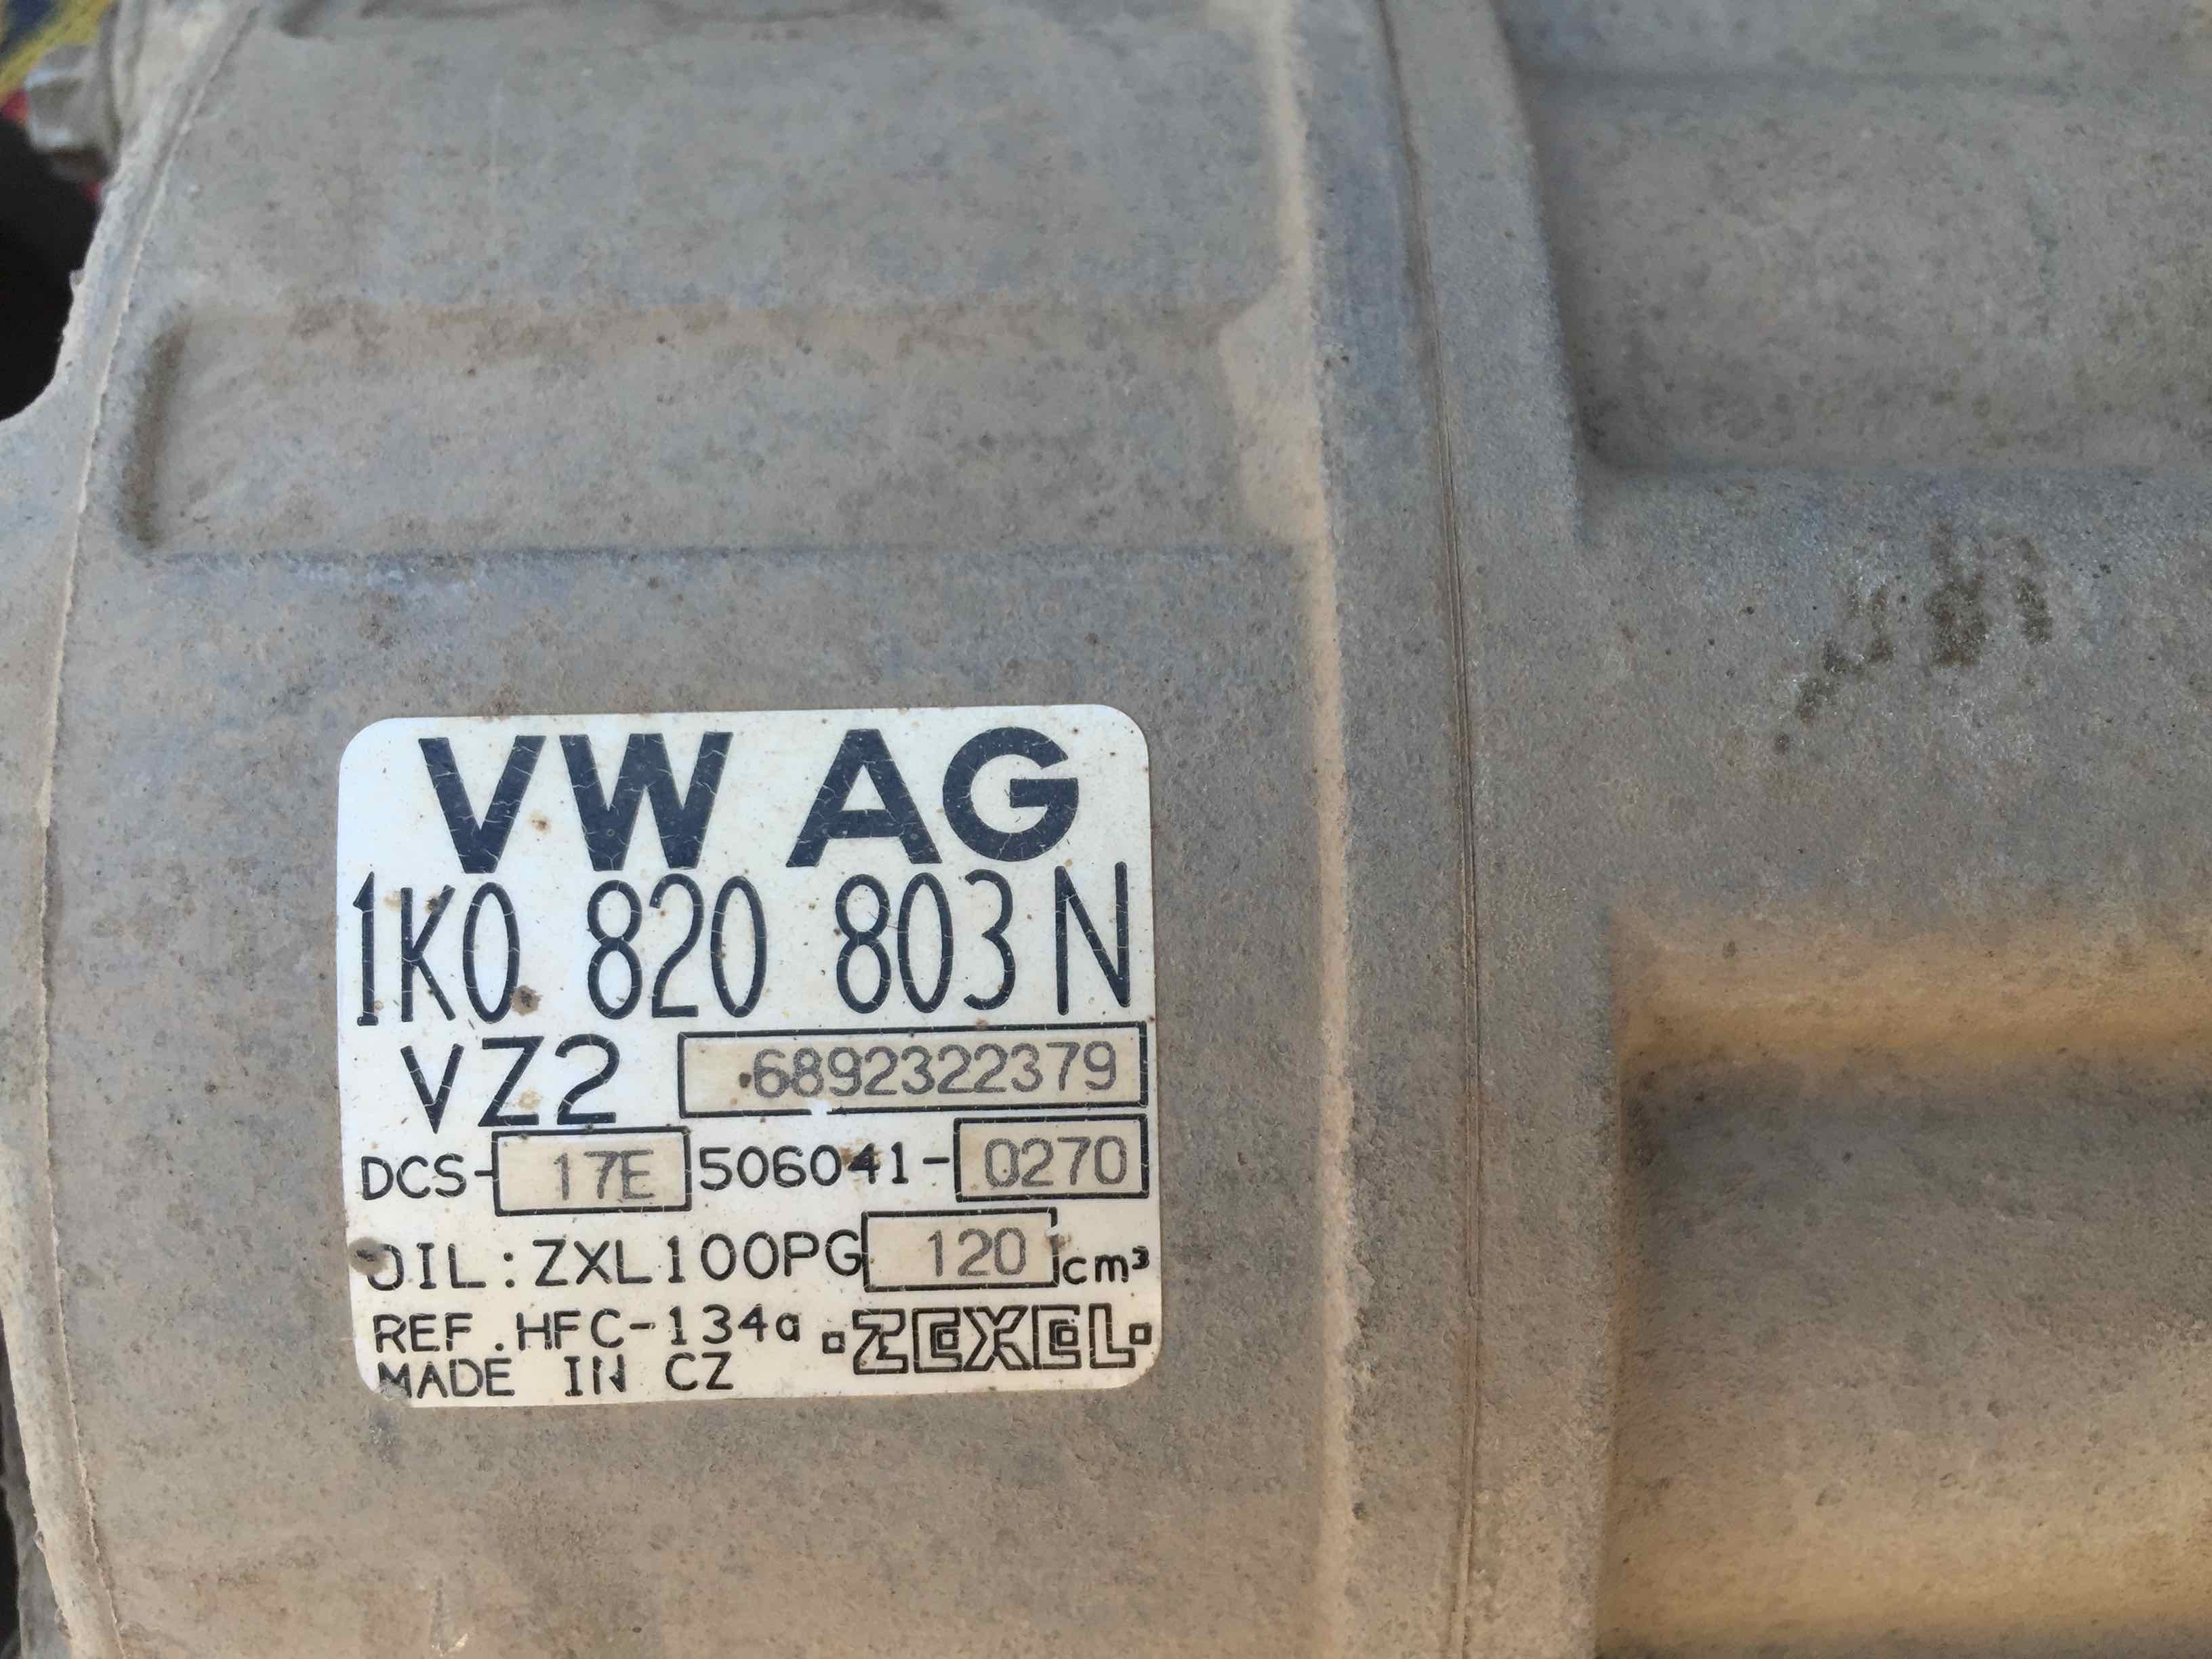 VW AG
1K0 820 803 N
VZ2 6892322379
DCS-17E 506041-0270
OIL:ZXL100PG 120 cm³
REF.HFC-134a ZEXEL
MADE IN CZ